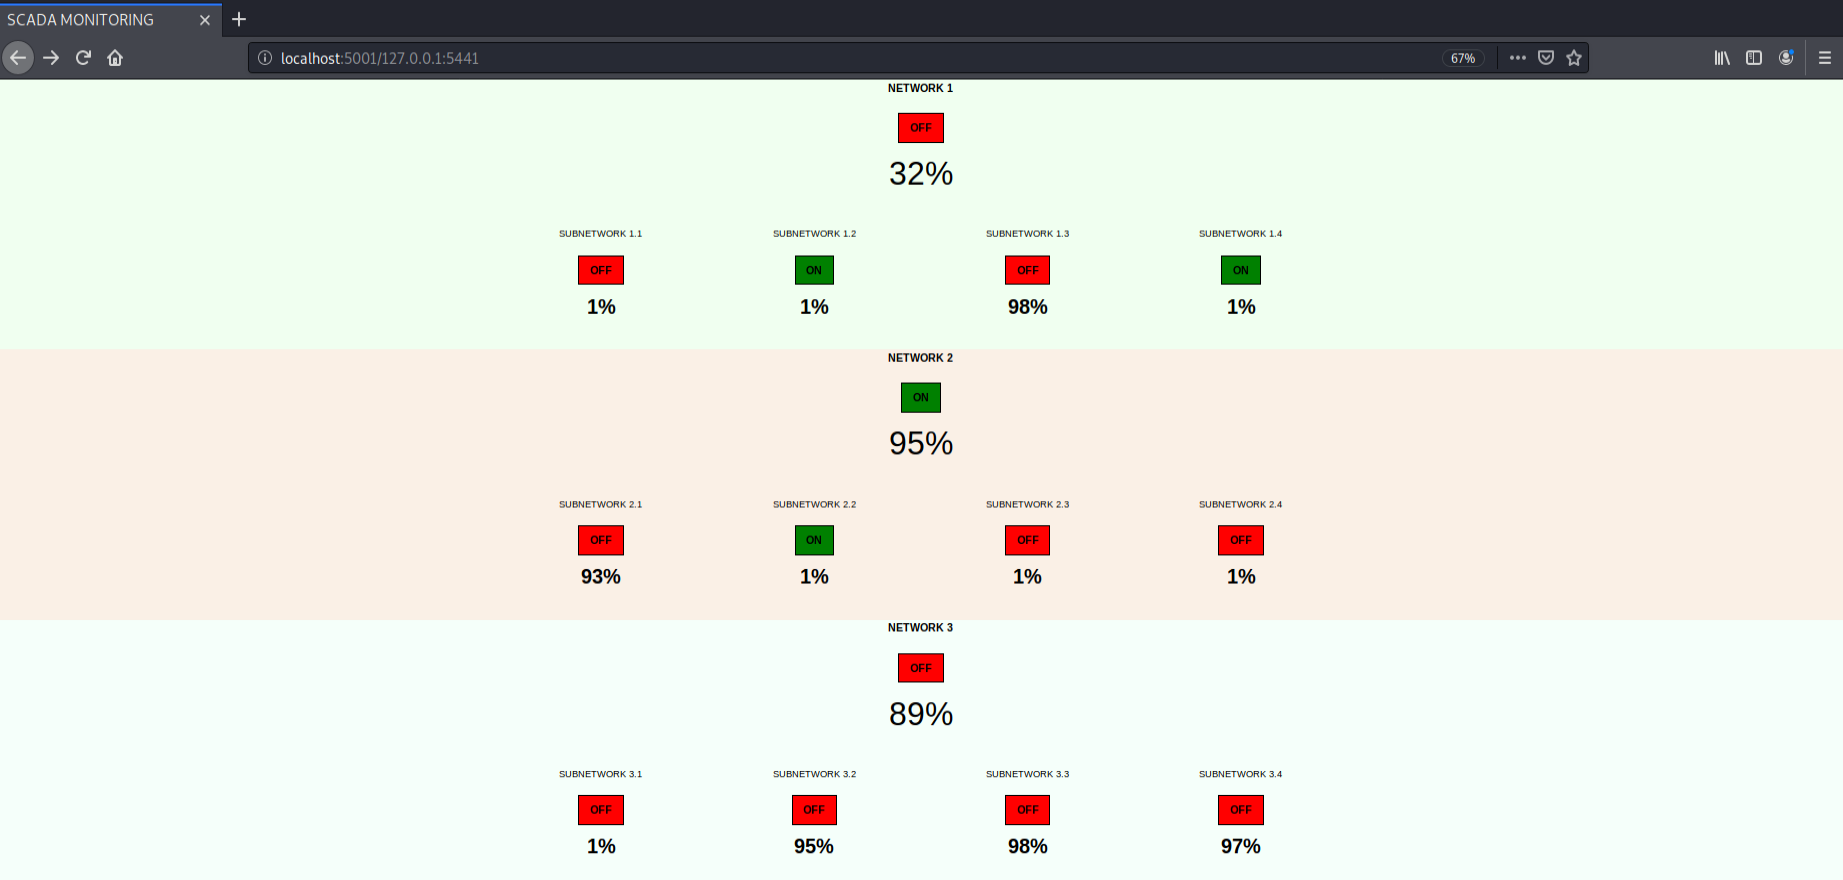 SCADA MONITORING
localhost:5001/127.0.0.1:5441 67%
NETWORK 1
OFF
32%
SUBNETWORK 1.1 SUBNETWORK 1.2 SUBNETWORK 1.3 SUBNETWORK 1.4
OFF ON OFF ON
1% 1% 98% 1%
NETWORK 2
ON
95%
SUBNETWORK 2.1 SUBNETWORK 2.2 SUBNETWORK 2.3 SUBNETWORK 2.4
OFF ON OFF OFF
93% 1% 1% 1%
NETWORK 3
OFF
89%
SUBNETWORK 3.1 SUBNETWORK 3.2 SUBNETWORK 3.3 SUBNETWORK 3.4
OFF OFF OFF OFF
1% 95% 98% 97%